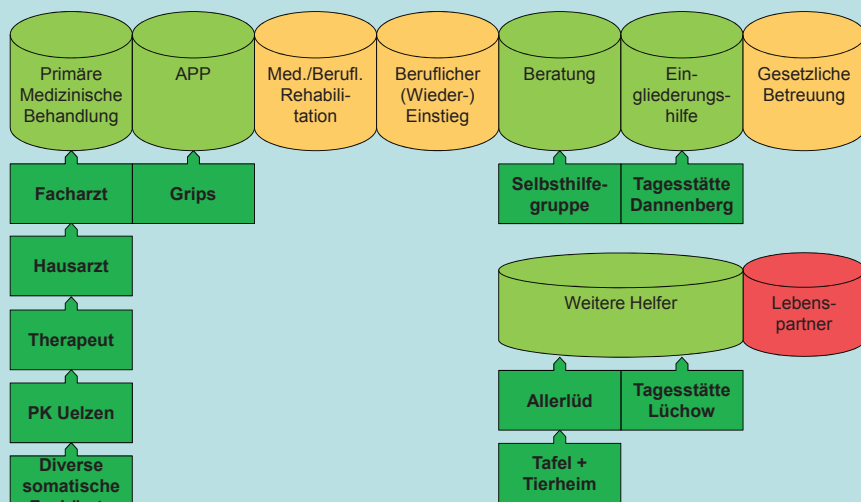 Primäre
Medizinische
Behandlung
APP
Med./Berufl.
Rehabili-
tation
Beruflicher
(Wieder-)
Einstieg
Beratung
Ein-
gliederungs-
hilfe
Gesetzliche
Betreuung
Facharzt
Grips
Selbsthilfe-
gruppe
Tagesstätte
Dannenberg
Hausarzt
Weitere Helfer
Lebens-
partner
Therapeut
PK Uelzen
Allerlüd
Tagesstätte
Lüchow
Diverse
somatische
Tafel +
Tierheim